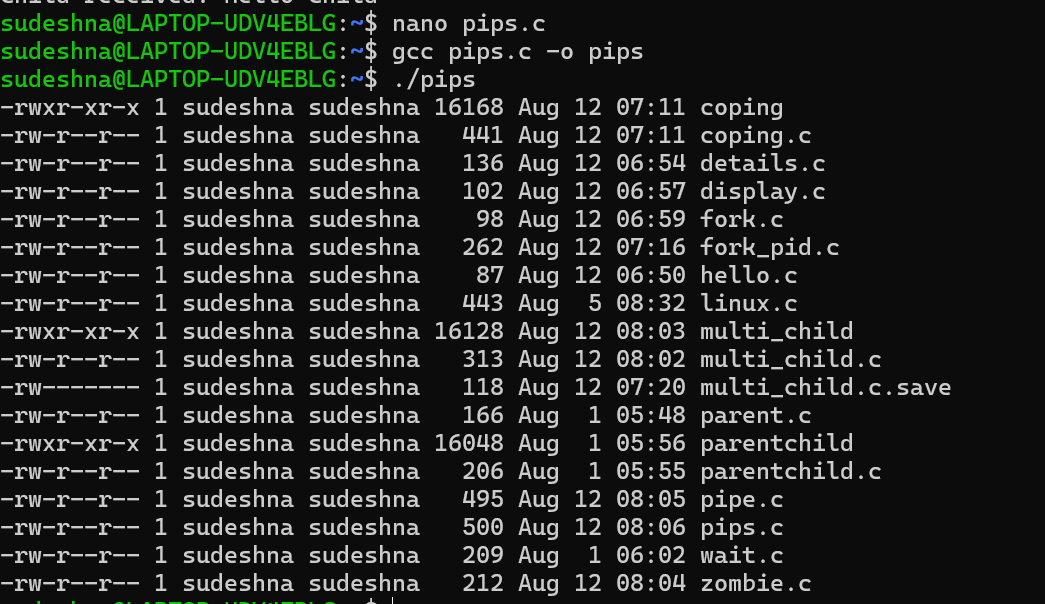 child received: Hello Child
sudeshna@LAPTOP-UDV4EBLG:~$ nano pips.c
sudeshna@LAPTOP-UDV4EBLG:~$ gcc pips.c -o pips
sudeshna@LAPTOP-UDV4EBLG:~$ ./pips
-rwxr-xr-x 1 sudeshna sudeshna 16168 Aug 12 07:11 coping
-rw-r--r-- 1 sudeshna sudeshna   441 Aug 12 07:11 coping.c
-rw-r--r-- 1 sudeshna sudeshna   136 Aug 12 06:54 details.c
-rw-r--r-- 1 sudeshna sudeshna   102 Aug 12 06:57 display.c
-rw-r--r-- 1 sudeshna sudeshna    98 Aug 12 06:59 fork.c
-rw-r--r-- 1 sudeshna sudeshna   262 Aug 12 07:16 fork_pid.c
-rw-r--r-- 1 sudeshna sudeshna    87 Aug 12 06:50 hello.c
-rw-r--r-- 1 sudeshna sudeshna   443 Aug  5 08:32 linux.c
-rwxr-xr-x 1 sudeshna sudeshna 16128 Aug 12 08:03 multi_child
-rw-r--r-- 1 sudeshna sudeshna   313 Aug 12 08:02 multi_child.c
-rw------- 1 sudeshna sudeshna   118 Aug 12 07:20 multi_child.c.save
-rw-r--r-- 1 sudeshna sudeshna   166 Aug  1 05:48 parent.c
-rwxr-xr-x 1 sudeshna sudeshna 16048 Aug  1 05:56 parentchild
-rw-r--r-- 1 sudeshna sudeshna   206 Aug  1 05:55 parentchild.c
-rw-r--r-- 1 sudeshna sudeshna   495 Aug 12 08:05 pipe.c
-rw-r--r-- 1 sudeshna sudeshna   500 Aug 12 08:06 pips.c
-rw-r--r-- 1 sudeshna sudeshna   209 Aug  1 06:02 wait.c
-rw-r--r-- 1 sudeshna sudeshna   212 Aug 12 08:04 zombie.c
sudeshna@LAPTOP-UDV4EBLG:~$